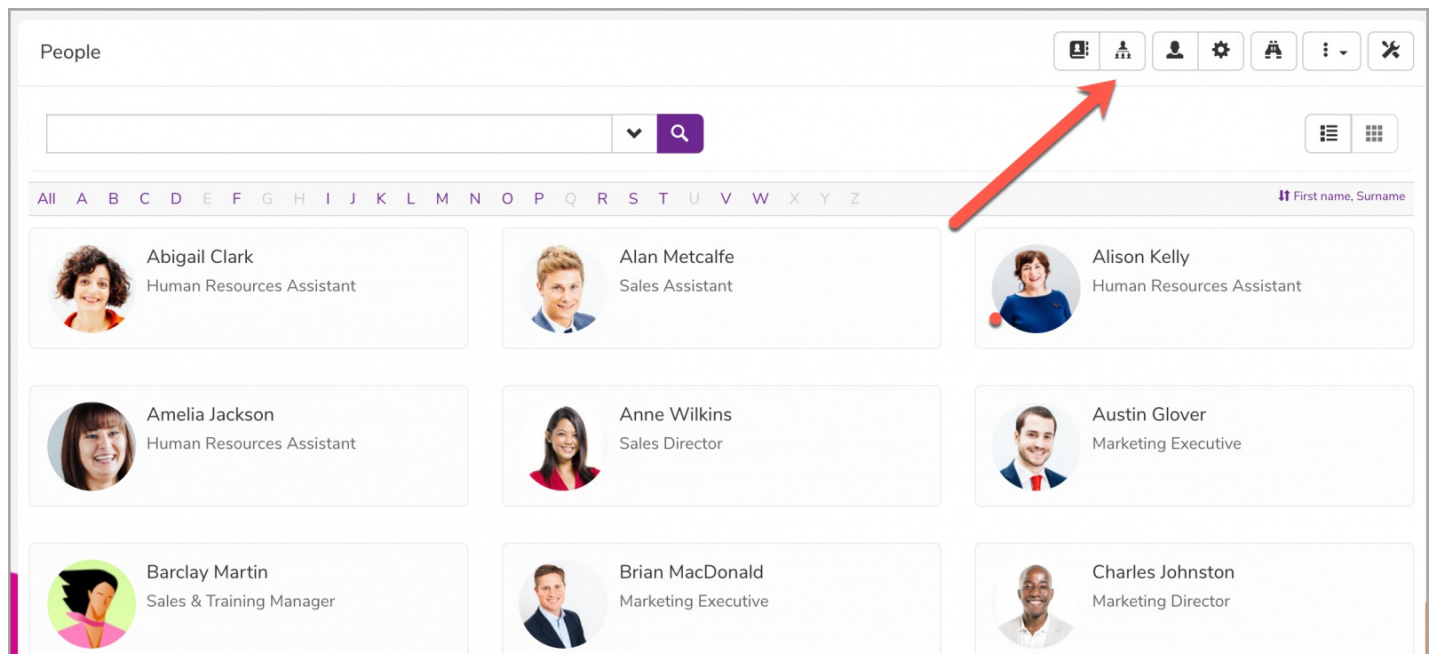 People
All A B C D E F G H I J K L M N O P Q R S T U V W X Y Z First name, Surname
Abigail Clark
Human Resources Assistant
Alan Metcalfe
Sales Assistant
Alison Kelly
Human Resources Assistant
Amelia Jackson
Human Resources Assistant
Anne Wilkins
Sales Director
Austin Glover
Marketing Executive
Barclay Martin
Sales & Training Manager
Brian MacDonald
Marketing Executive
Charles Johnston
Marketing Director